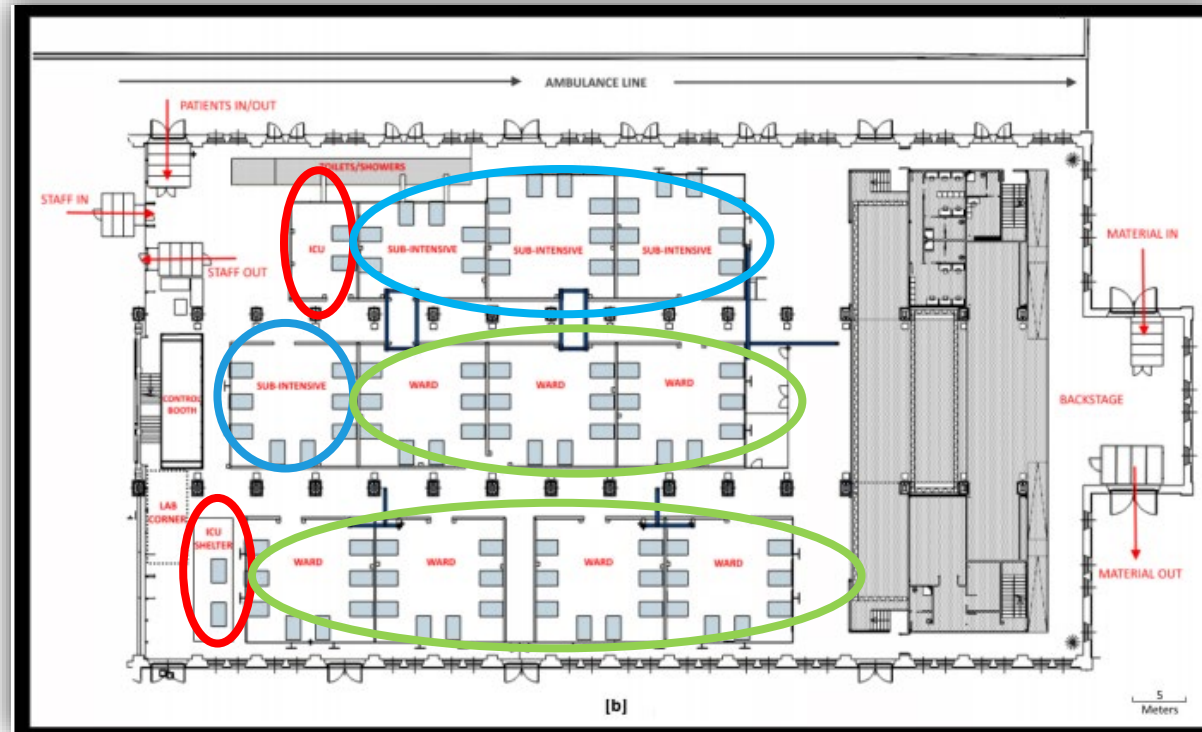 AMBULANCE LINE
PATIENTS IN/OUT
TOILETS/SHOWERS
STAFF IN
ICU
SUB-INTENSIVE
SUB-INTENSIVE
SUB-INTENSIVE
MATERIAL IN
STAFF OUT
SUB-INTENSIVE
WARD
WARD
WARD
CONTROL
BOOTH
BACKSTAGE
LAB
CORNER
ICU
SHELTER
WARD
WARD
WARD
WARD
MATERIAL OUT
[b]
5
Meters